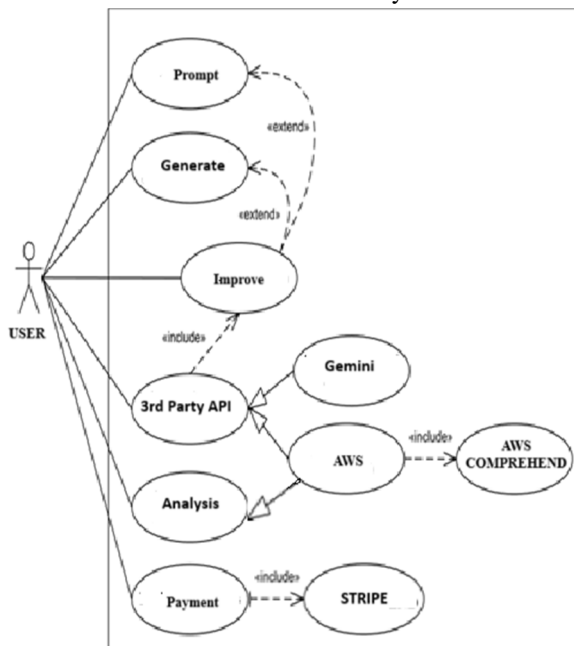 Prompt
«extend»
Generate
«extend»
Improve
USER
«include»
Gemini
3rd Party API
«include»
AWS
AWS
COMPREHEND
Analysis
«include»
Payment
STRIPE